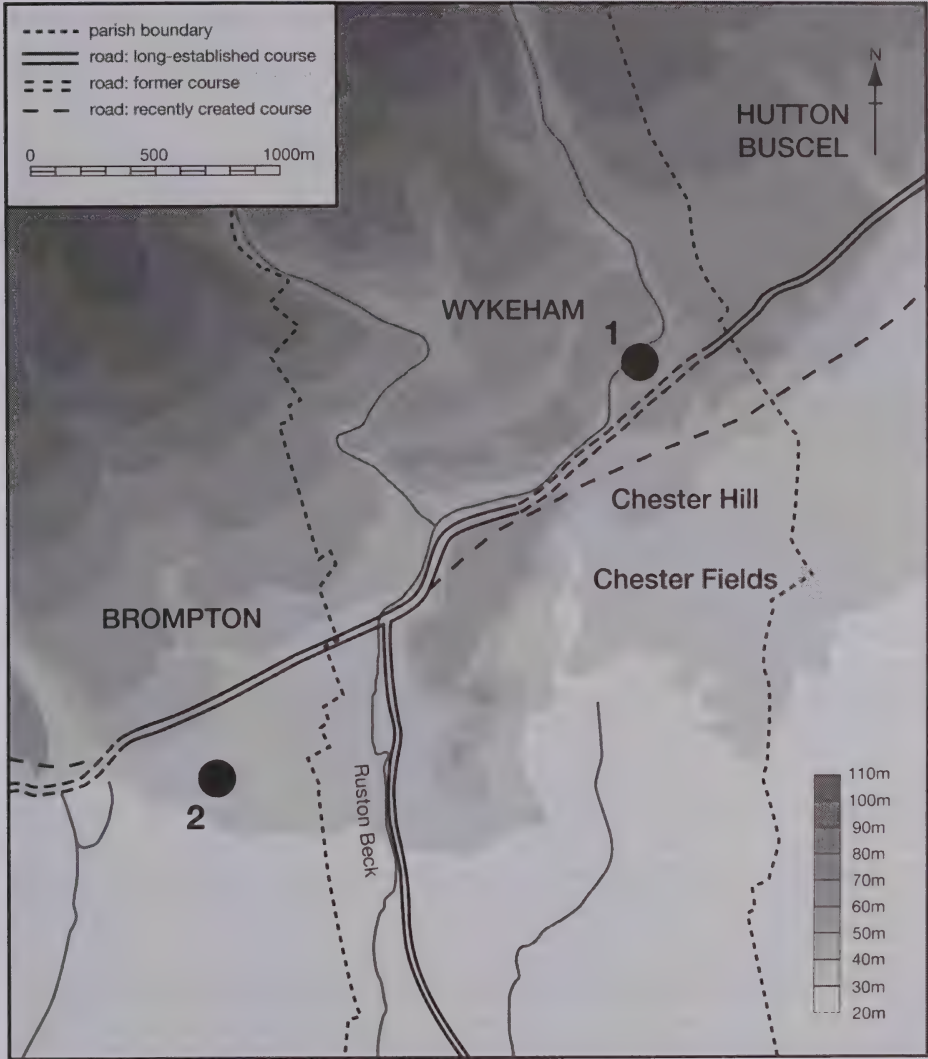 parish boundary
road: long-established course
road: former course
road: recently created course
0 500 1000m
N
HUTTON
BUSCEL
WYKEHAM
1
Chester Hill
Chester Fields
BROMPTON
2
Ruston Beck
110m
100m
90m
80m
70m
60m
50m
40m
30m
20m